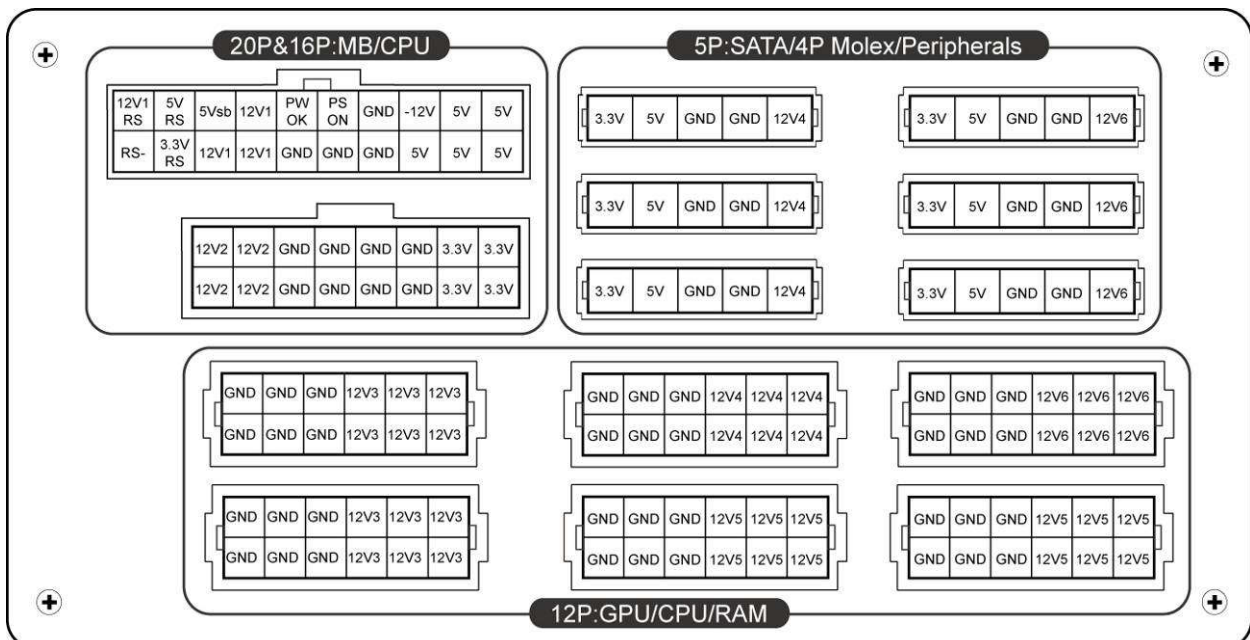 20P&16P:MB/CPU
12V1 RS 5V RS 5Vsb 12V1 PW OK PS ON GND -12V 5V 5V
RS- 3.3V RS 12V1 12V1 GND GND GND 5V 5V 5V
12V2 12V2 GND GND GND GND 3.3V 3.3V
12V2 12V2 GND GND GND GND 3.3V 3.3V
5P:SATA/4P Molex/Peripherals
3.3V 5V GND GND 12V4
3.3V 5V GND GND 12V6
3.3V 5V GND GND 12V4
3.3V 5V GND GND 12V6
3.3V 5V GND GND 12V4
3.3V 5V GND GND 12V6
GND GND GND 12V3 12V3 12V3
GND GND GND 12V3 12V3 12V3
GND GND GND 12V4 12V4 12V4
GND GND GND 12V4 12V4 12V4
GND GND GND 12V6 12V6 12V6
GND GND GND 12V6 12V6 12V6
GND GND GND 12V3 12V3 12V3
GND GND GND 12V3 12V3 12V3
GND GND GND 12V5 12V5 12V5
GND GND GND 12V5 12V5 12V5
GND GND GND 12V5 12V5 12V5
GND GND GND 12V5 12V5 12V5
12P:GPU/CPU/RAM